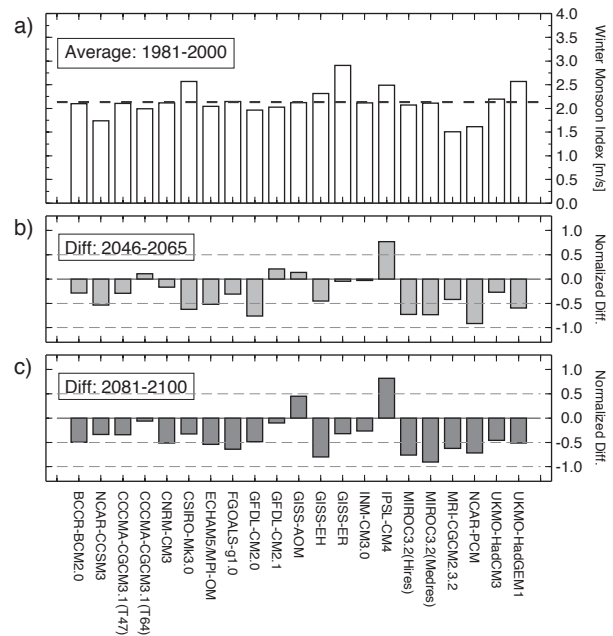 a)
Average: 1981-2000
4.0
3.5
3.0
2.5
2.0
1.5
1.0
0.5
0.0
Winter Monsoon Index [m/s]
b)
Diff: 2046-2065
1.0
0.5
0.0
-0.5
-1.0
Nomalized Diff.
c)
Diff: 2081-2100
1.0
0.5
0.0
-0.5
-1.0
Normalized Diff.
BCCR-BCM2.0
NCAR-CCSM3
CCCMA-CGCM3.1(T47)
CCCMA-CGCM3.1(T64)
CNRM-CM3
CSIRO-Mk3.0
ECHAM5/MPI-OM
FGOALS-g1.0
GFDL-CM2.0
GFDL-CM2.1
GISS-AOM
GISS-EH
GISS-ER
INM-CM3.0
IPSL-CM4
MIROC3.2(Hires)
MIROC3.2(Medres)
MRI-CGCM2.3.2
NCAR-PCM
UKMO-HadCM3
UKMO-HadGEM1